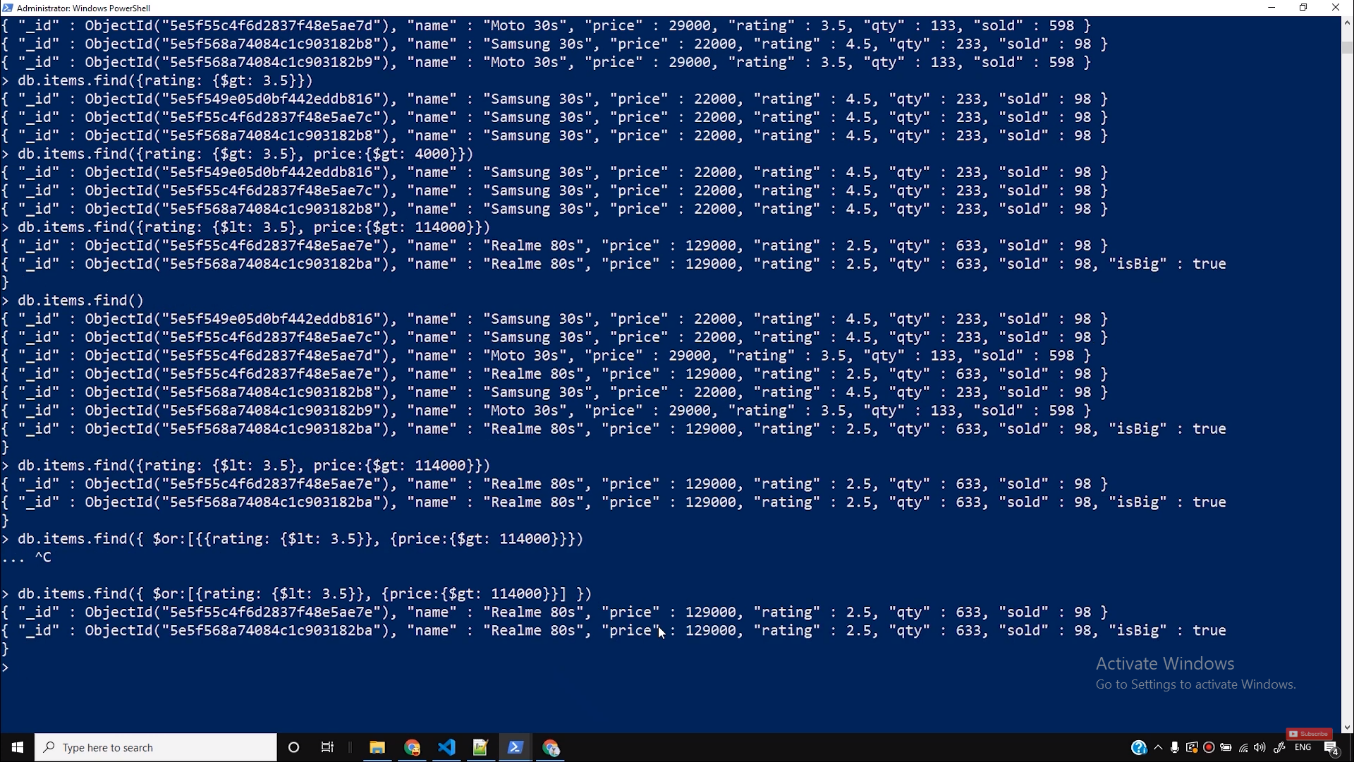 Administrator: Windows PowerShell
{ "_id" : ObjectId("5e5f55c4f6d2837f48e5ae7d"), "name" : "Moto 30s", "price" : 29000, "rating" : 3.5, "qty" : 133, "sold" : 598 }
{ "_id" : ObjectId("5e5f568a74084c1c903182b8"), "name" : "Samsung 30s", "price" : 22000, "rating" : 4.5, "qty" : 233, "sold" : 98 }
{ "_id" : ObjectId("5e5f568a74084c1c903182b9"), "name" : "Moto 30s", "price" : 29000, "rating" : 3.5, "qty" : 133, "sold" : 598 }
> db.items.find({rating: {$gt: 3.5}})
{ "_id" : ObjectId("5e5f549e05d0bf442eddb816"), "name" : "Samsung 30s", "price" : 22000, "rating" : 4.5, "qty" : 233, "sold" : 98 }
{ "_id" : ObjectId("5e5f55c4f6d2837f48e5ae7c"), "name" : "Samsung 30s", "price" : 22000, "rating" : 4.5, "qty" : 233, "sold" : 98 }
{ "_id" : ObjectId("5e5f568a74084c1c903182b8"), "name" : "Samsung 30s", "price" : 22000, "rating" : 4.5, "qty" : 233, "sold" : 98 }
> db.items.find({rating: {$gt: 3.5}, price:{$gt: 4000}})
{ "_id" : ObjectId("5e5f549e05d0bf442eddb816"), "name" : "Samsung 30s", "price" : 22000, "rating" : 4.5, "qty" : 233, "sold" : 98 }
{ "_id" : ObjectId("5e5f55c4f6d2837f48e5ae7c"), "name" : "Samsung 30s", "price" : 22000, "rating" : 4.5, "qty" : 233, "sold" : 98 }
{ "_id" : ObjectId("5e5f568a74084c1c903182b8"), "name" : "Samsung 30s", "price" : 22000, "rating" : 4.5, "qty" : 233, "sold" : 98 }
> db.items.find({rating: {$lt: 3.5}, price:{$gt: 114000}})
{ "_id" : ObjectId("5e5f55c4f6d2837f48e5ae7e"), "name" : "Realme 80s", "price" : 129000, "rating" : 2.5, "qty" : 633, "sold" : 98 }
{ "_id" : ObjectId("5e5f568a74084c1c903182ba"), "name" : "Realme 80s", "price" : 129000, "rating" : 2.5, "qty" : 633, "sold" : 98, "isBig" : true
}
> db.items.find()
{ "_id" : ObjectId("5e5f549e05d0bf442eddb816"), "name" : "Samsung 30s", "price" : 22000, "rating" : 4.5, "qty" : 233, "sold" : 98 }
{ "_id" : ObjectId("5e5f55c4f6d2837f48e5ae7c"), "name" : "Samsung 30s", "price" : 22000, "rating" : 4.5, "qty" : 233, "sold" : 98 }
{ "_id" : ObjectId("5e5f55c4f6d2837f48e5ae7d"), "name" : "Moto 30s", "price" : 29000, "rating" : 3.5, "qty" : 133, "sold" : 598 }
{ "_id" : ObjectId("5e5f55c4f6d2837f48e5ae7e"), "name" : "Realme 80s", "price" : 129000, "rating" : 2.5, "qty" : 633, "sold" : 98 }
{ "_id" : ObjectId("5e5f568a74084c1c903182b8"), "name" : "Samsung 30s", "price" : 22000, "rating" : 4.5, "qty" : 233, "sold" : 98 }
{ "_id" : ObjectId("5e5f568a74084c1c903182b9"), "name" : "Moto 30s", "price" : 29000, "rating" : 3.5, "qty" : 133, "sold" : 598 }
{ "_id" : ObjectId("5e5f568a74084c1c903182ba"), "name" : "Realme 80s", "price" : 129000, "rating" : 2.5, "qty" : 633, "sold" : 98, "isBig" : true
}
> db.items.find({rating: {$lt: 3.5}, price:{$gt: 114000}})
{ "_id" : ObjectId("5e5f55c4f6d2837f48e5ae7e"), "name" : "Realme 80s", "price" : 129000, "rating" : 2.5, "qty" : 633, "sold" : 98 }
{ "_id" : ObjectId("5e5f568a74084c1c903182ba"), "name" : "Realme 80s", "price" : 129000, "rating" : 2.5, "qty" : 633, "sold" : 98, "isBig" : true
}
> db.items.find({ $or:[{{rating: {$lt: 3.5}}, {price:{$gt: 114000}}})
... ^C
> db.items.find({ $or:[{rating: {$lt: 3.5}}, {price:{$gt: 114000}}] })
{ "_id" : ObjectId("5e5f55c4f6d2837f48e5ae7e"), "name" : "Realme 80s", "price" : 129000, "rating" : 2.5, "qty" : 633, "sold" : 98 }
{ "_id" : ObjectId("5e5f568a74084c1c903182ba"), "name" : "Realme 80s", "price" : 129000, "rating" : 2.5, "qty" : 633, "sold" : 98, "isBig" : true
}
>
Activate Windows
Go to Settings to activate Windows.
Subscribe
Type here to search
ENG
4